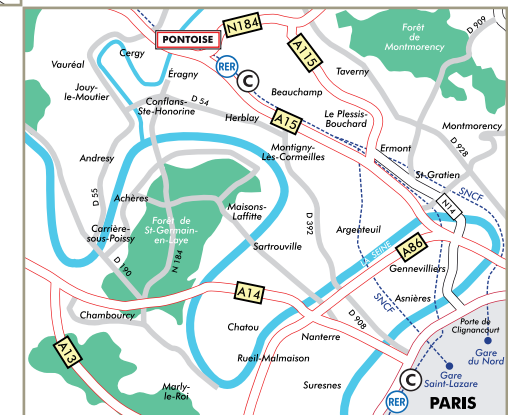 N184
PONTOISE
Forêt
de
Montmorency
D 909
Cergy
Vauréal
RER
C
A115
Éragny
Taverny
Jouy-
le-Moutier
Beauchamp
Conflans-
Ste-Honorine
D 54
Herblay
A15
Le Plessis-
Bouchard
Montmorency
Montigny-
Les-Cormeilles
Ermont
D 928
Andresy
St-Gratien
SNCF
D 55
Achères
Maisons-
Laffitte
N14
Carrière-
sous-Poissy
Forêt de
St-Germain-
en-Laye
D 392
Argenteuil
Sartrouville
LA SEINE
A86
D 190
N 184
Gennevilliers
A14
SNCF
Asnières
Chambourcy
Chatou
D 908
Nanterre
Porte de
Clignancourt
A13
Rueil-Malmaison
Gare
du Nord
Marly-
le-Roi
Suresnes
C
Gare
Saint-Lazare
RER
PARIS